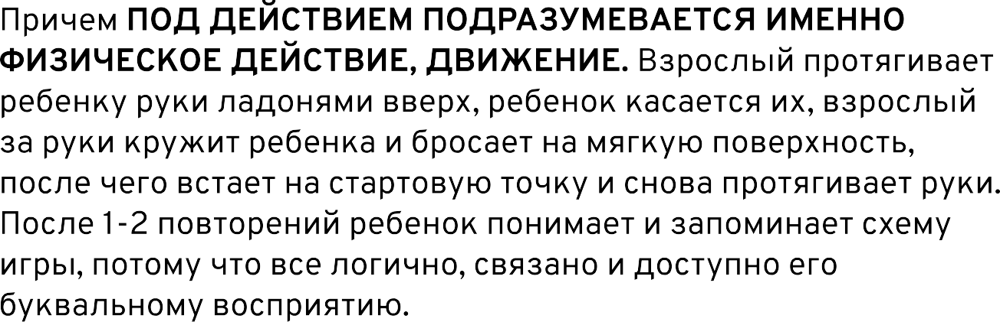 Причем ПОД ДЕЙСТВИЕМ ПОДРАЗУМЕВАЕТСЯ ИМЕННО
ФИЗИЧЕСКОЕ ДЕЙСТВИЕ, ДВИЖЕНИЕ. Взрослый протягивает
ребенку руки ладонями вверх, ребенок касается их, взрослый
за руки кружит ребенка и бросает на мягкую поверхность,
после чего встает на стартовую точку и снова протягивает руки.
После 1-2 повторений ребенок понимает и запоминает схему
игры, потому что все логично, связано и доступно его
буквальному восприятию.